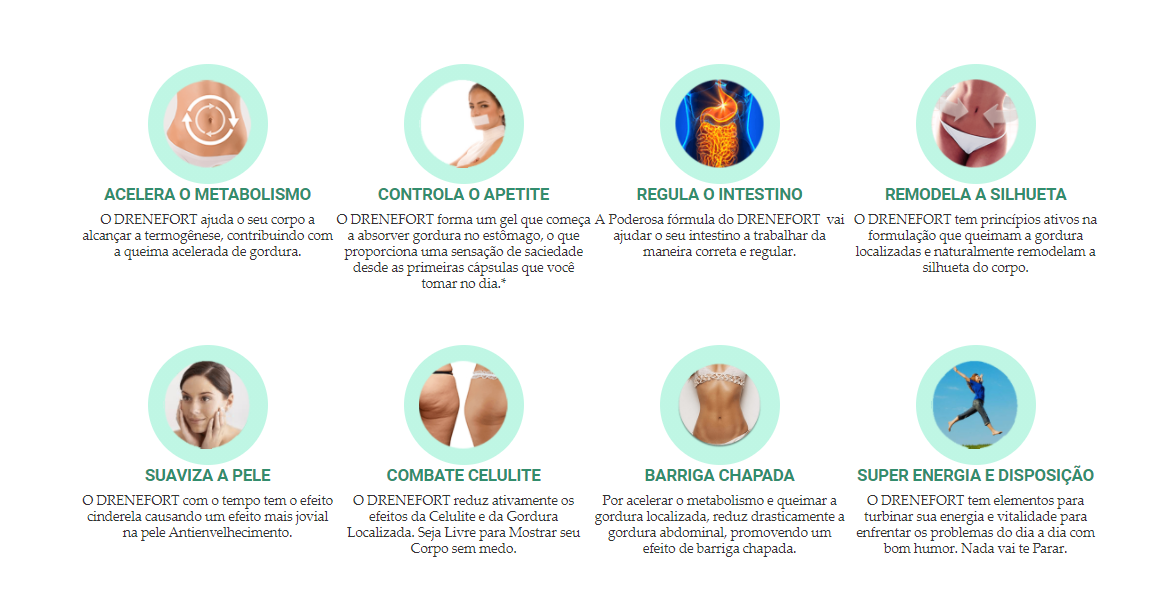 ACELERA O METABOLISMO
O DRENEFORT ajuda o seu corpo a
alcançar a termogênese, contribuindo com
a queima acelerada de gordura.
CONTROLA O APETITE
O DRENEFORT forma um gel que começa
a absorver gordura no estômago, o que
proporciona uma sensação de saciedade
desde as primeiras cápsulas que você
tomar no dia.*
REGULA O INTESTINO
A Poderosa fórmula do DRENEFORT vai
ajudar o seu intestino a trabalhar da
maneira correta e regular.
REMODELA A SILHUETA
O DRENEFORT tem princípios ativos na
formulação que queimam a gordura
localizadas e naturalmente remodelam a
silhueta do corpo.
SUAVIZA A PELE
O DRENEFORT com o tempo tem o efeito
cinderela causando um efeito mais jovial
na pele Antienvelhecimento.
COMBATE CELULITE
O DRENEFORT reduz ativamente os
efeitos da Celulite e da Gordura
Localizada. Seja Livre para Mostrar seu
Corpo sem medo.
BARRIGA CHAPADA
Por acelerar o metabolismo e queimar a
gordura localizada, reduz drasticamente a
gordura abdominal, promovendo um
efeito de barriga chapada.
SUPER ENERGIA E DISPOSIÇÃO
O DRENEFORT tem elementos para
turbinar sua energia e vitalidade para
enfrentar os problemas do dia a dia com
bom humor. Nada vai te Parar.